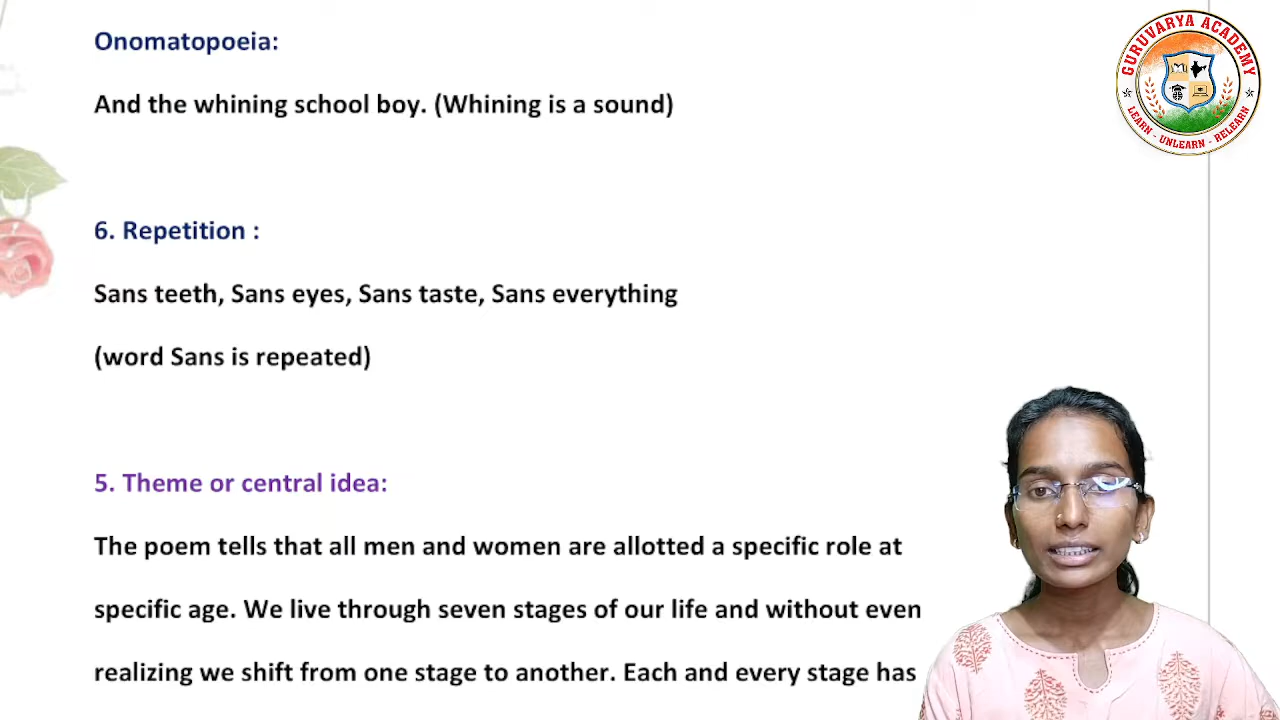 Onomatopoeia:
And the whining school boy. (Whining is a sound)
6. Repetition :
Sans teeth, Sans eyes, Sans taste, Sans everything
(word Sans is repeated)
5. Theme or central idea:
The poem tells that all men and women are allotted a specific role at
specific age. We live through seven stages of our life and without even
realizing we shift from one stage to another. Each and every stage has
GURUVARYA ACADEMY
LEARN - UNLEARN - RELEARN